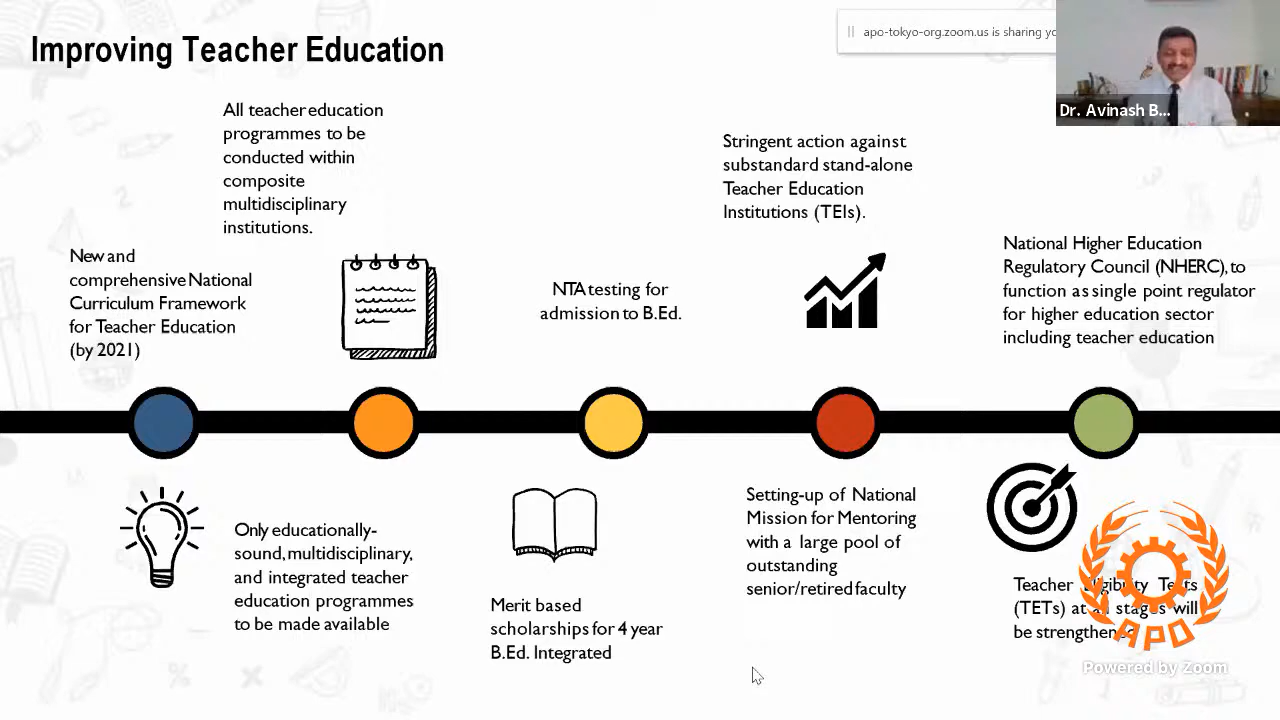 Improving Teacher Education
apo-tokyo-org.zoom.us is sharing yo
Dr. Avinash B...
All teacher education
programmes to be
conducted within
composite
multidisciplinary
institutions.
Stringent action against
substandard stand-alone
Teacher Education
Institutions (TEIs).
New and
comprehensive National
Curriculum Framework
for Teacher Education
(by 2021)
NTA testing for
admission to B.Ed.
National Higher Education
Regulatory Council (NHERC), to
function as single point regulator
for higher education sector
including teacher education
Only educationally-
sound, multidisciplinary,
and integrated teacher
education programmes
to be made available
Merit based
scholarships for 4 year
B.Ed. Integrated
Setting-up of National
Mission for Mentoring
with a large pool of
outstanding
senior/retired faculty
Teacher Eligibility Tests
(TETs) at all stages will
be strengthened
APO
Powered by Zoom